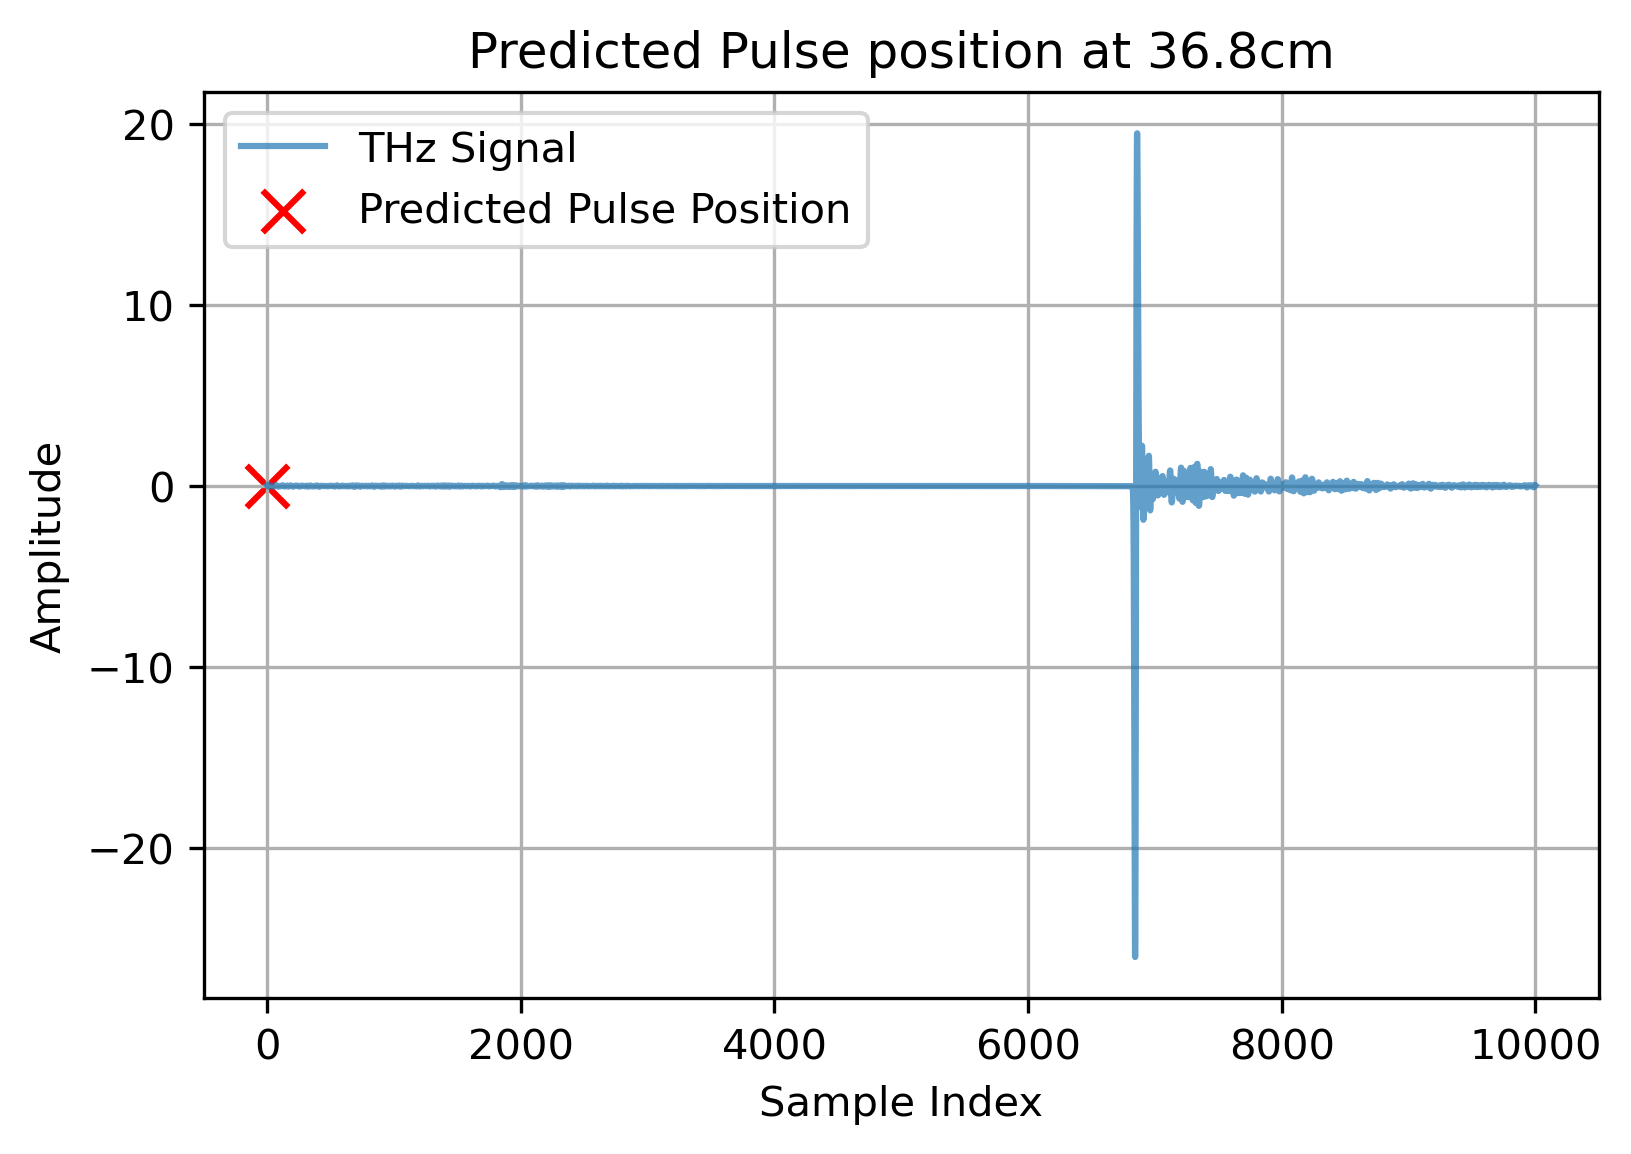 Predicted Pulse position at 36.8cm
THz Signal
Predicted Pulse Position
20
10
0
−10
−20
Amplitude
0 2000 4000 6000 8000 10000
Sample Index